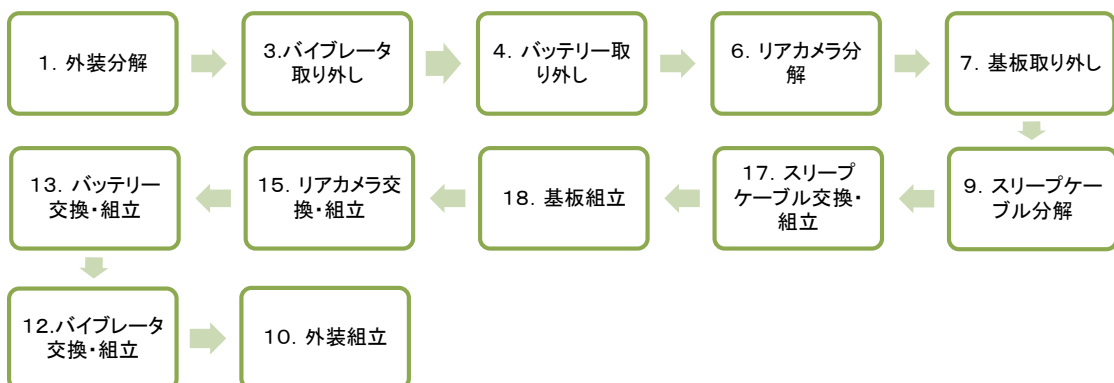 1. 外装分解
3.バイブレータ
取り外し
4. バッテリー取
り外し
6. リアカメラ分
解
7. 基板取り外し
9. スリープケー
ブル分解
17. スリープ
ケーブル交換・
組立
18. 基板組立
15. リアカメラ交
換・組立
13. バッテリー
交換・組立
12.バイブレータ
交換・組立
10. 外装組立